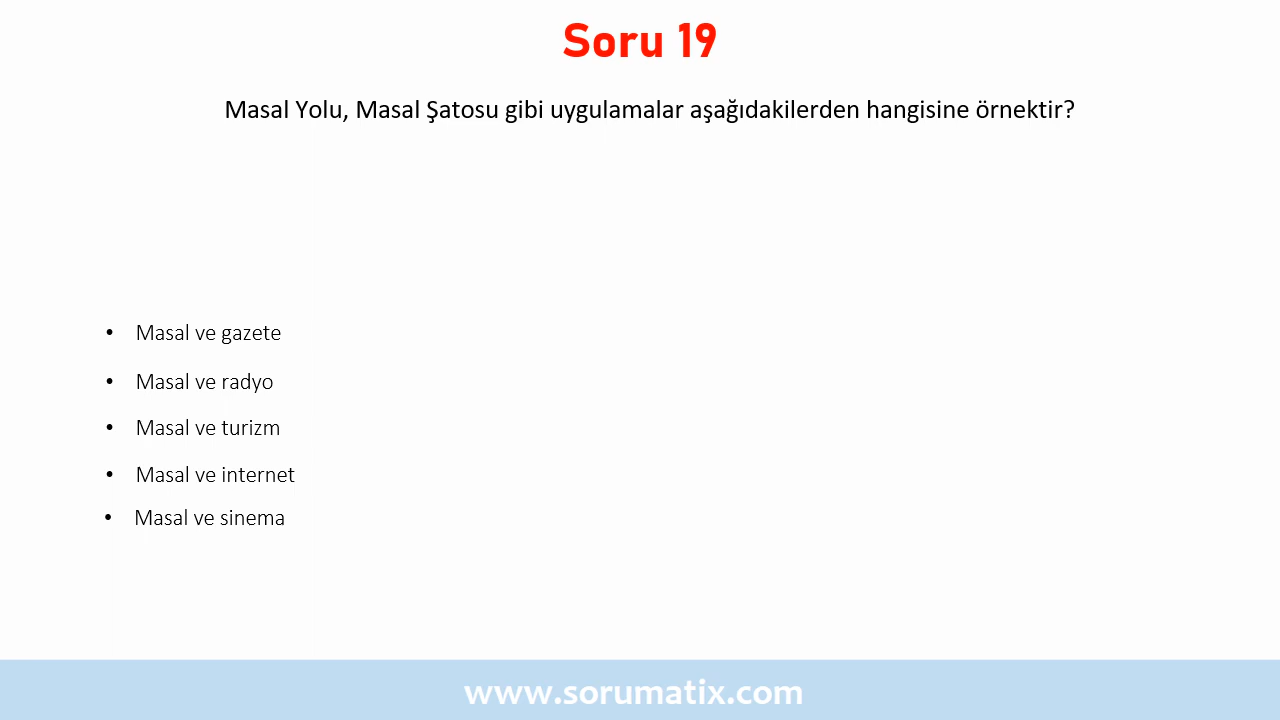 Soru 19
Masal Yolu, Masal Şatosu gibi uygulamalar aşağıdakilerden hangisine örnektir?
• Masal ve gazete
• Masal ve radyo
• Masal ve turizm
• Masal ve internet
• Masal ve sinema
www.sorumatix.com